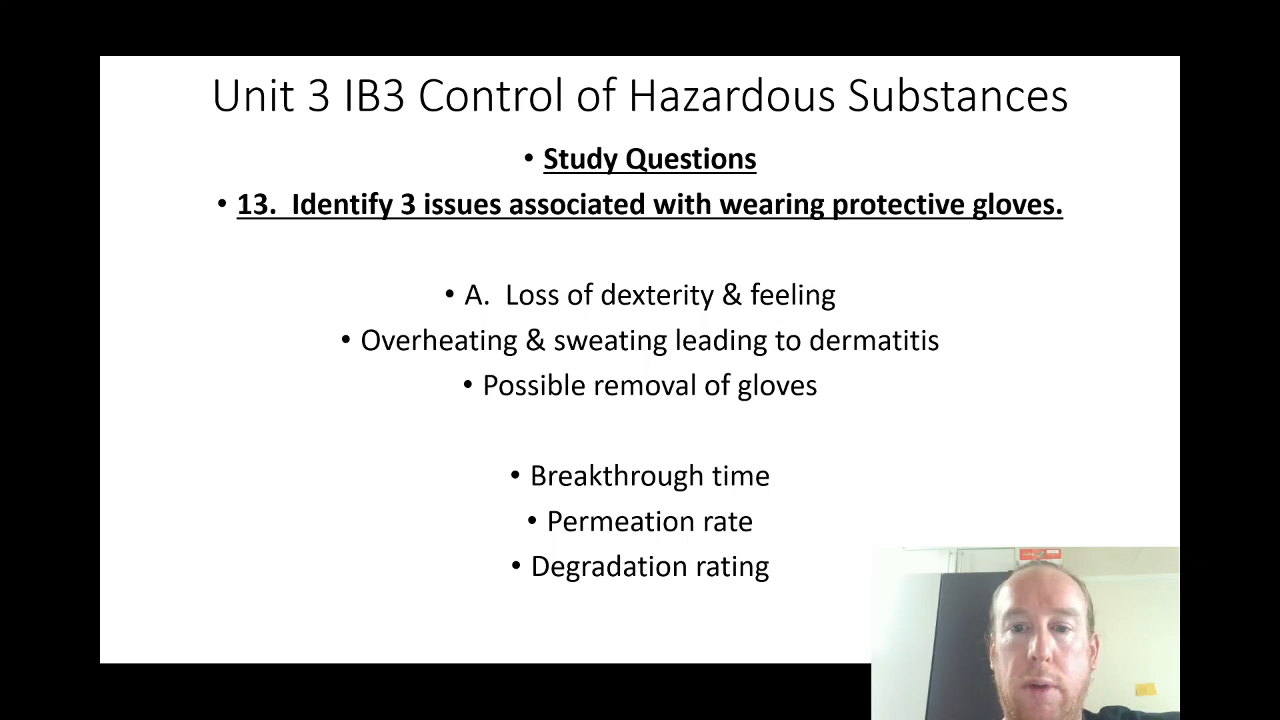 Unit 3 IB3 Control of Hazardous Substances
• Study Questions
• 13.  Identify 3 issues associated with wearing protective gloves.
• A.  Loss of dexterity & feeling
• Overheating & sweating leading to dermatitis
• Possible removal of gloves
• Breakthrough time
• Permeation rate
• Degradation rating